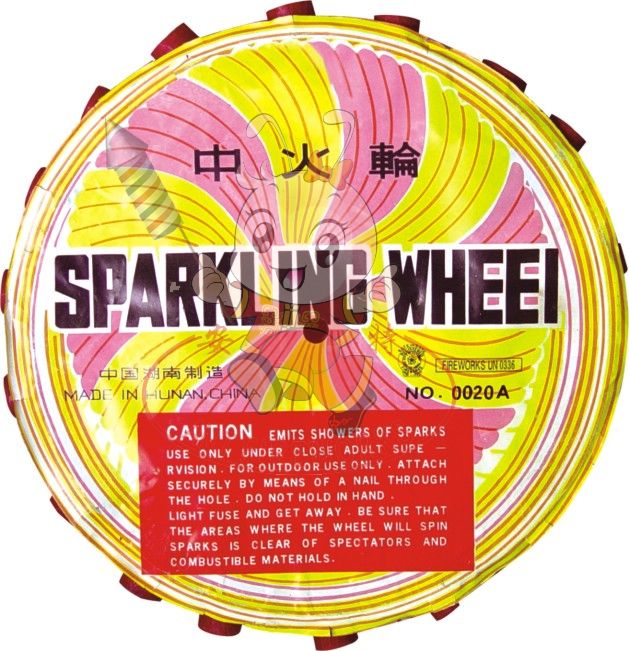 中火輪
SPARKLING WHEEI
中国湖南制造
MADE IN HUNAN, CHINA
FIREWORKS UN 0336
NO. 0020A
CAUTION EMITS SHOWERS OF SPARKS
USE ONLY UNDER CLOSE ADULT SUPE —
RVISION . FOR OUTDOOR USE ONLY . ATTACH
SECURELY BY MEANS OF A NAIL THROUGH
THE HOLE . DO NOT HOLD IN HAND .
LIGHT FUSE AND GET AWAY . BE SURE THAT
THE AREAS WHERE THE WHEEL WILL SPIN
SPARKS IS CLEAR OF SPECTATORS AND
COMBUSTIBLE MATERIALS.